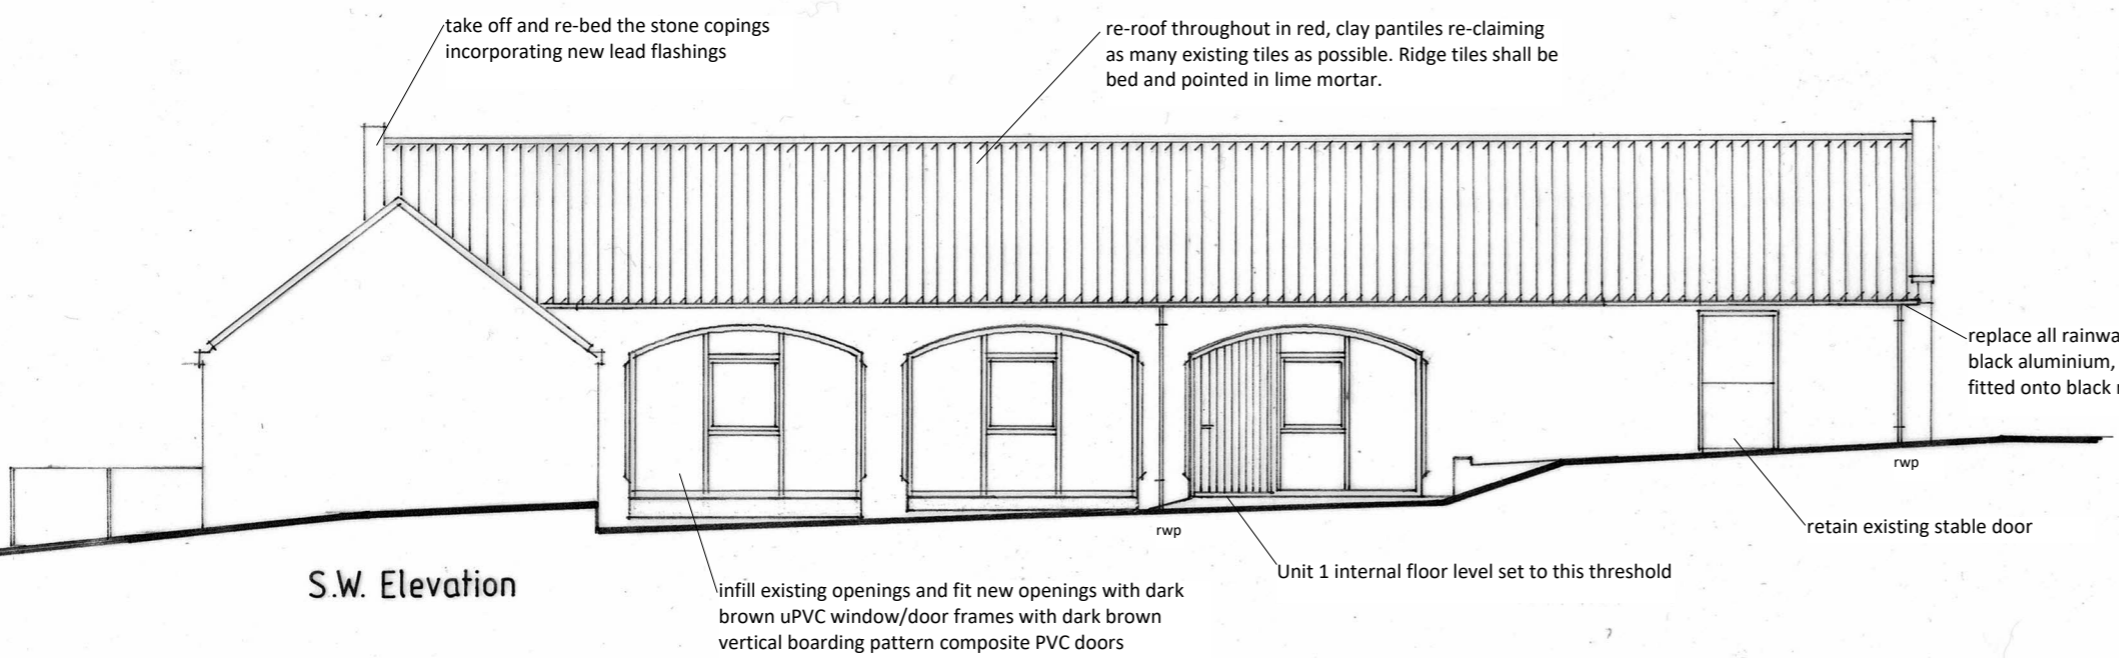 take off and re-bed the stone copings
incorporating new lead flashings
re-roof throughout in red, clay pantiles re-claiming
as many existing tiles as possible. Ridge tiles shall be
bed and pointed in lime mortar.
replace all rainwa
black aluminium,
fitted onto black
rwp
retain existing stable door
rwp
Unit 1 internal floor level set to this threshold
S.W. Elevation
infill existing openings and fit new openings with dark
brown uPVC window/door frames with dark brown
vertical boarding pattern composite PVC doors